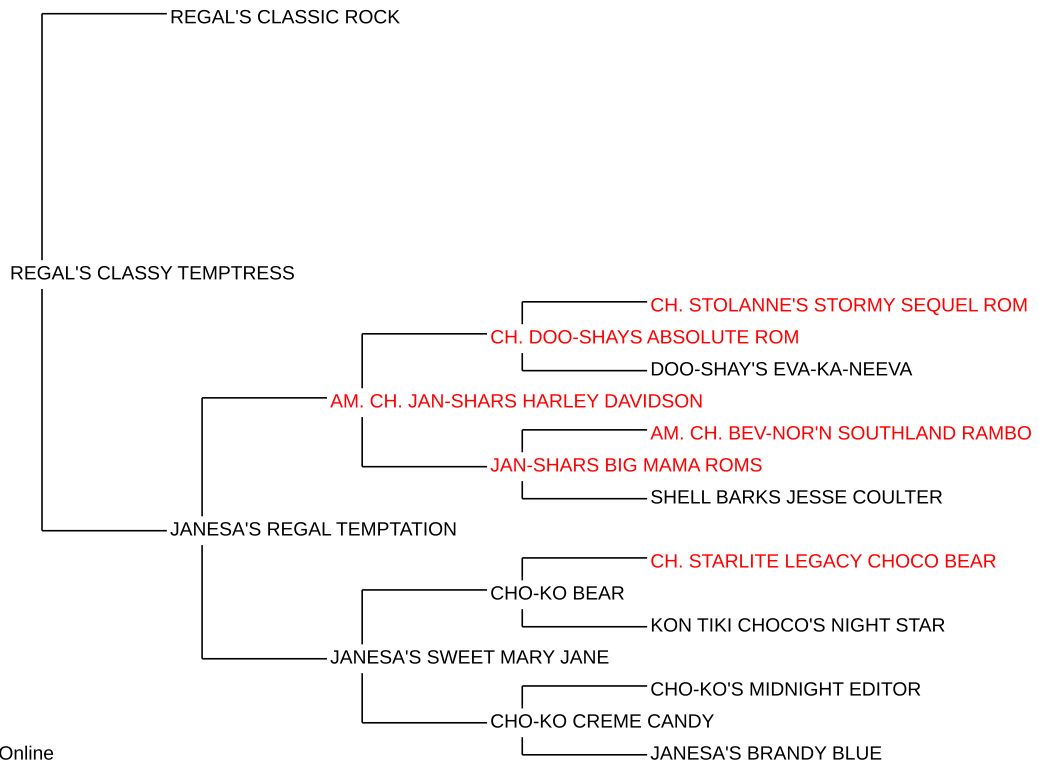 REGAL'S CLASSIC ROCK
REGAL'S CLASSY TEMPTRESS
CH. STOLANNE'S STORMY SEQUEL ROM
CH. DOO-SHAYS ABSOLUTE ROM
DOO-SHAY'S EVA-KA-NEEVA
AM. CH. JAN-SHARS HARLEY DAVIDSON
AM. CH. BEV-NOR'N SOUTHLAND RAMBO
JAN-SHARS BIG MAMA ROMS
SHELL BARKS JESSE COULTER
JANESA'S REGAL TEMPTATION
CH. STARLITE LEGACY CHOCO BEAR
CHO-KO BEAR
KON TIKI CHOCO'S NIGHT STAR
JANESA'S SWEET MARY JANE
CHO-KO'S MIDNIGHT EDITOR
CHO-KO CREME CANDY
JANESA'S BRANDY BLUE
Online